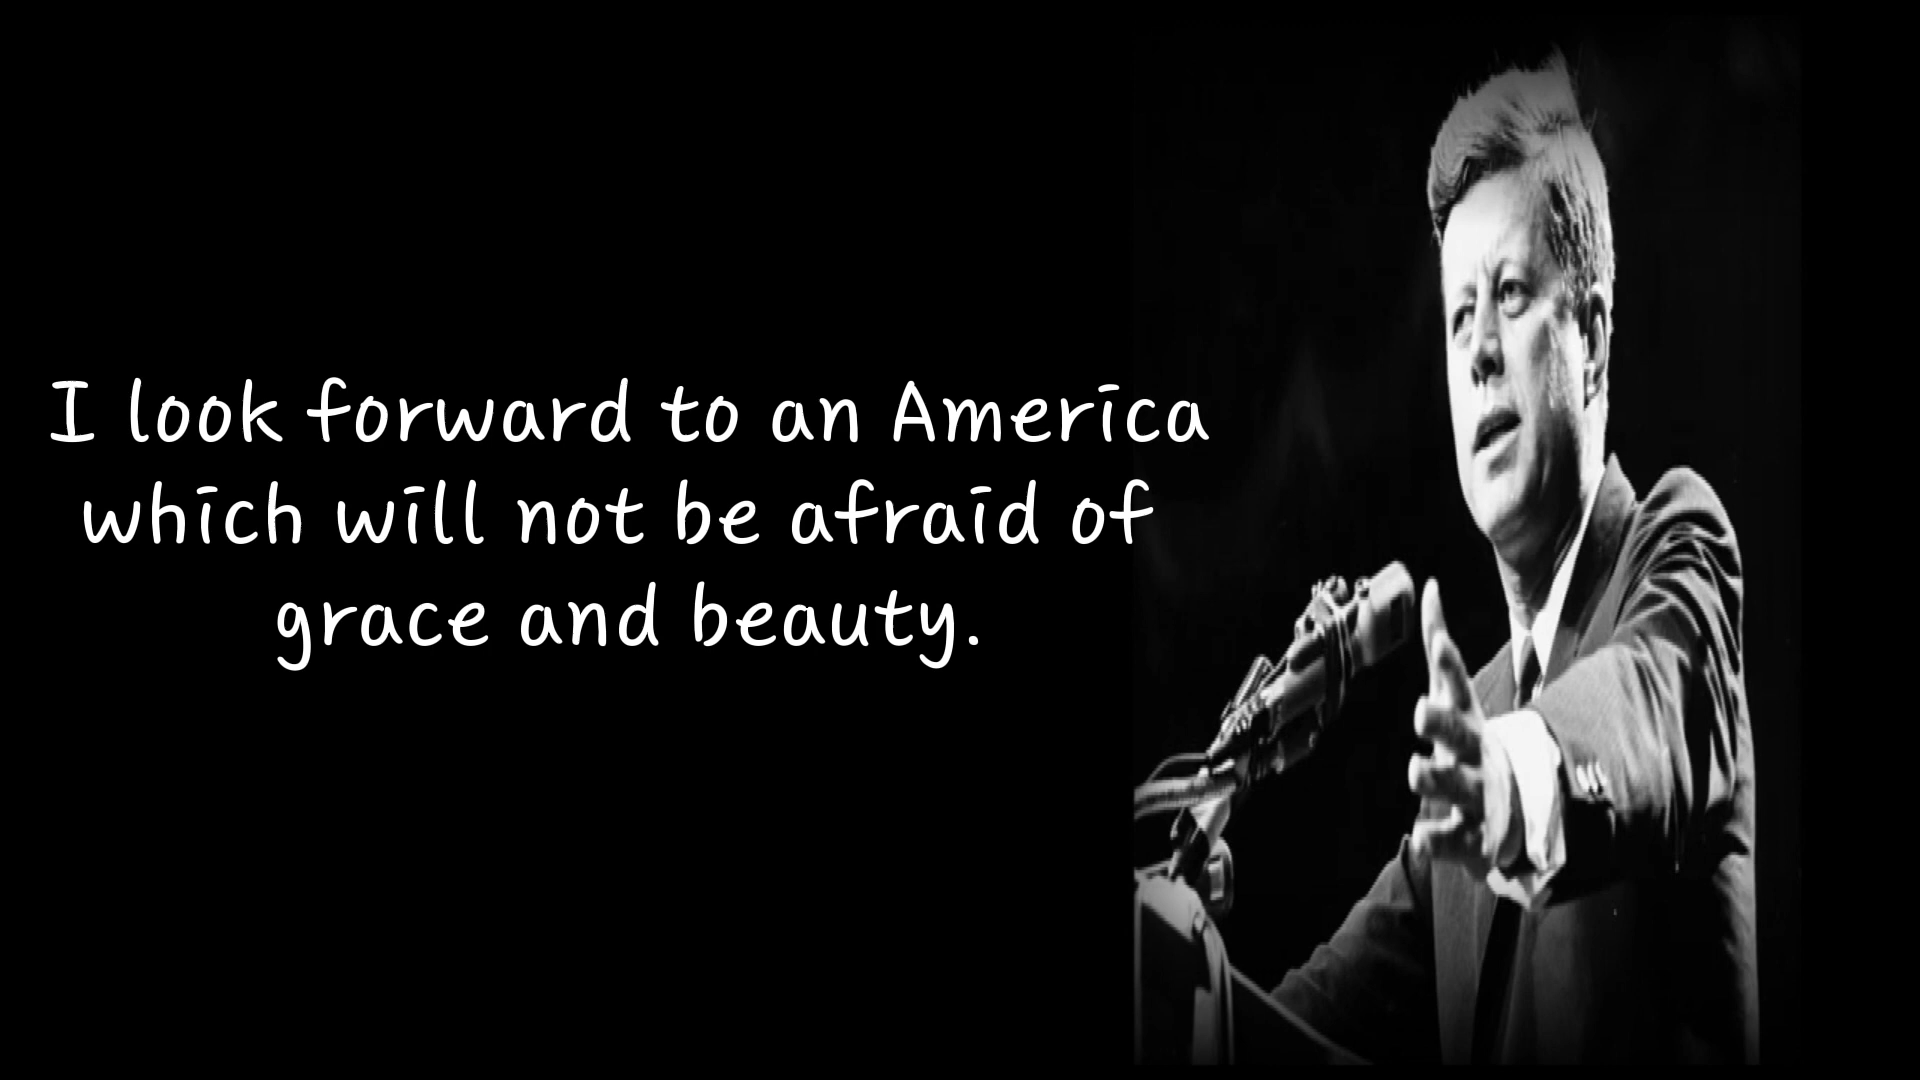 I look forward to an America
which will not be afraid of
grace and beauty.